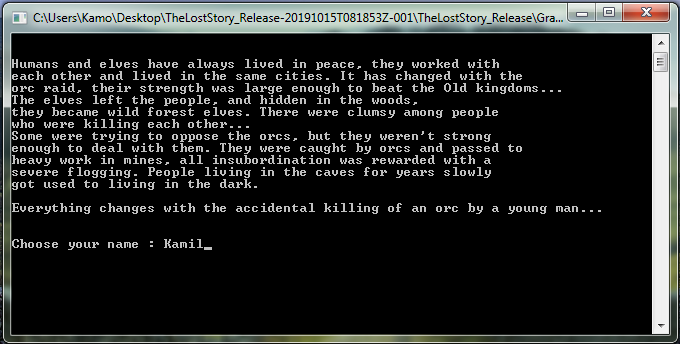 C:\Users\Kamo\Desktop\TheLostStory_Release-20191015T081853Z-001\TheLostStory_Release\Gra...
Humans and elves have always lived in peace, they worked with
each other and lived in the same cities. It has changed with the
orc raid, their strength was large enough to beat the Old kingdoms...
The elves left the people, and hidden in the woods,
they became wild forest elves. There were clumsy among people
who were killing each other...
Some were trying to oppose the orcs, but they weren't strong
enough to deal with them. They were caught by orcs and passed to
heavy work in mines, all insubordination was rewarded with a
severe flogging. People living in the caves for years slowly
got used to living in the dark.
Everything changes with the accidental killing of an orc by a young man...
Choose your name : Kamil_